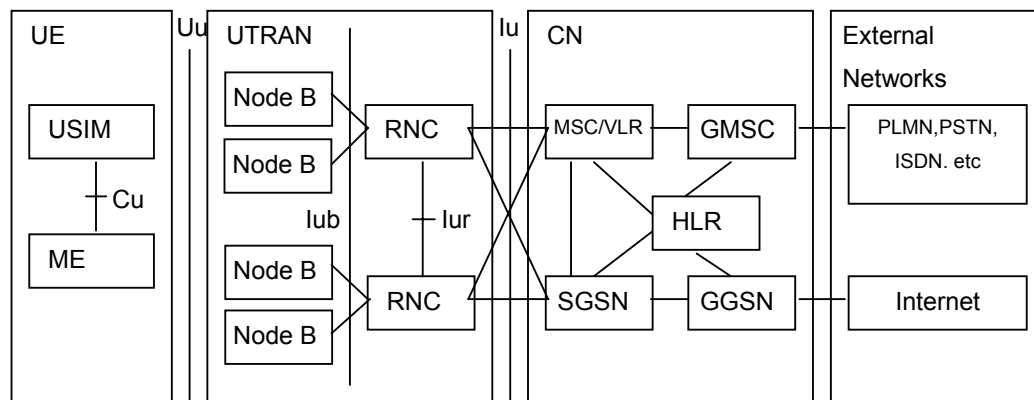 UE
Uu
UTRAN
Iu
CN
External
Networks
USIM
Cu
ME
Node B
Node B
RNC
Iub
Iur
Node B
Node B
RNC
MSC/VLR
GMSC
HLR
SGSN
GGSN
PLMN,PSTN,
ISDN. etc
Internet